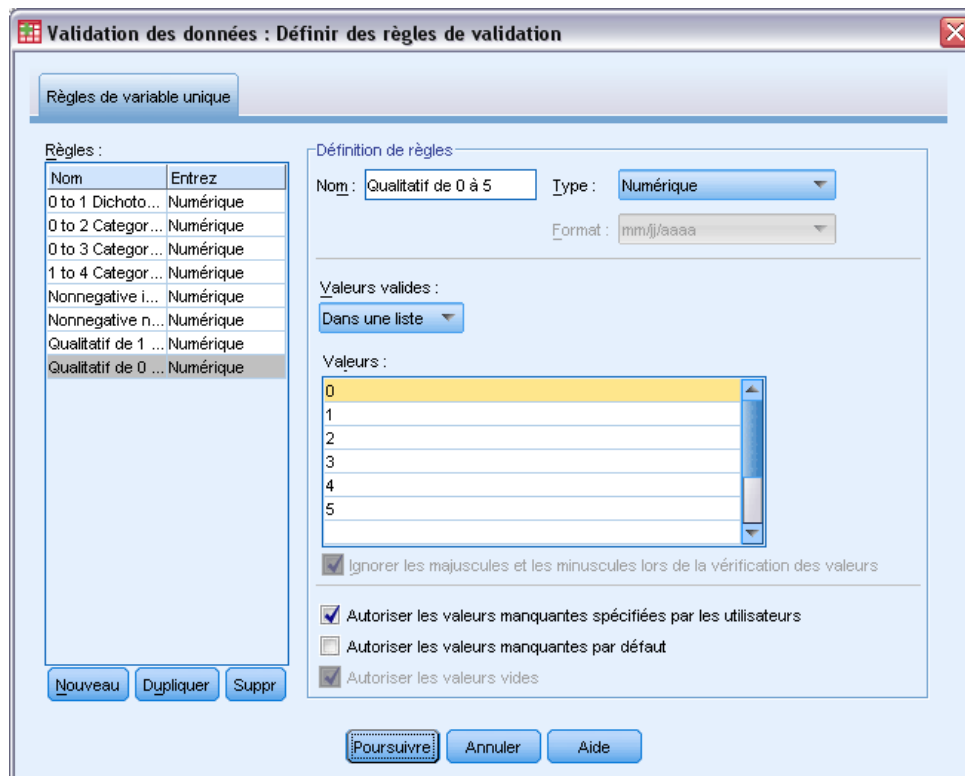 Validation des données : Définir des règles de validation
Règles de variable unique
Règles :
Nom Entrez
0 to 1 Dichoto... Numérique
0 to 2 Categor... Numérique
0 to 3 Categor... Numérique
1 to 4 Categor... Numérique
Nonnegative i... Numérique
Nonnegative n... Numérique
Qualitatif de 1 ... Numérique
Qualitatif de 0 ... Numérique
Nouveau Dupliquer Suppr
Définition de règles
Nom : Qualitatif de 0 à 5 Type : Numérique
Format : mm/jj/aaaa
Valeurs valides :
Dans une liste
Valeurs :
0
1
2
3
4
5
Ignorer les majuscules et les minuscules lors de la vérification des valeurs
Autoriser les valeurs manquantes spécifiées par les utilisateurs
Autoriser les valeurs manquantes par défaut
Autoriser les valeurs vides
Poursuivre Annuler Aide